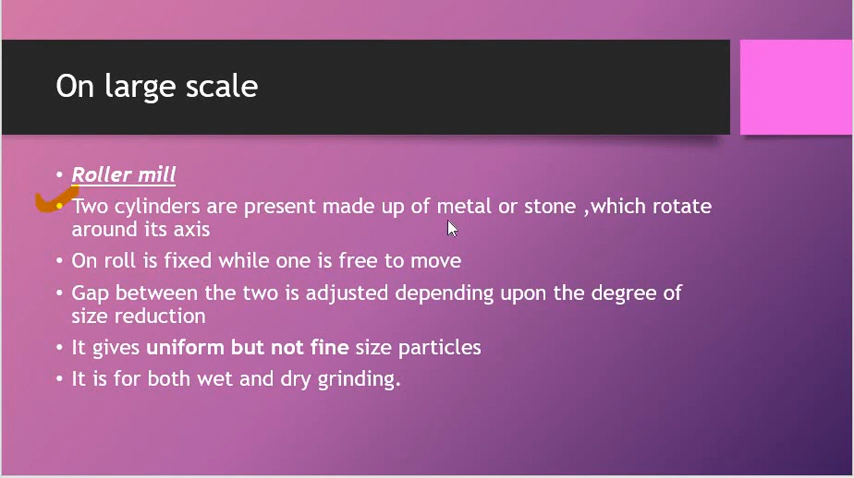 On large scale
• Roller mill
• Two cylinders are present made up of metal or stone ,which rotate
around its axis
• On roll is fixed while one is free to move
• Gap between the two is adjusted depending upon the degree of
size reduction
• It gives uniform but not fine size particles
• It is for both wet and dry grinding.